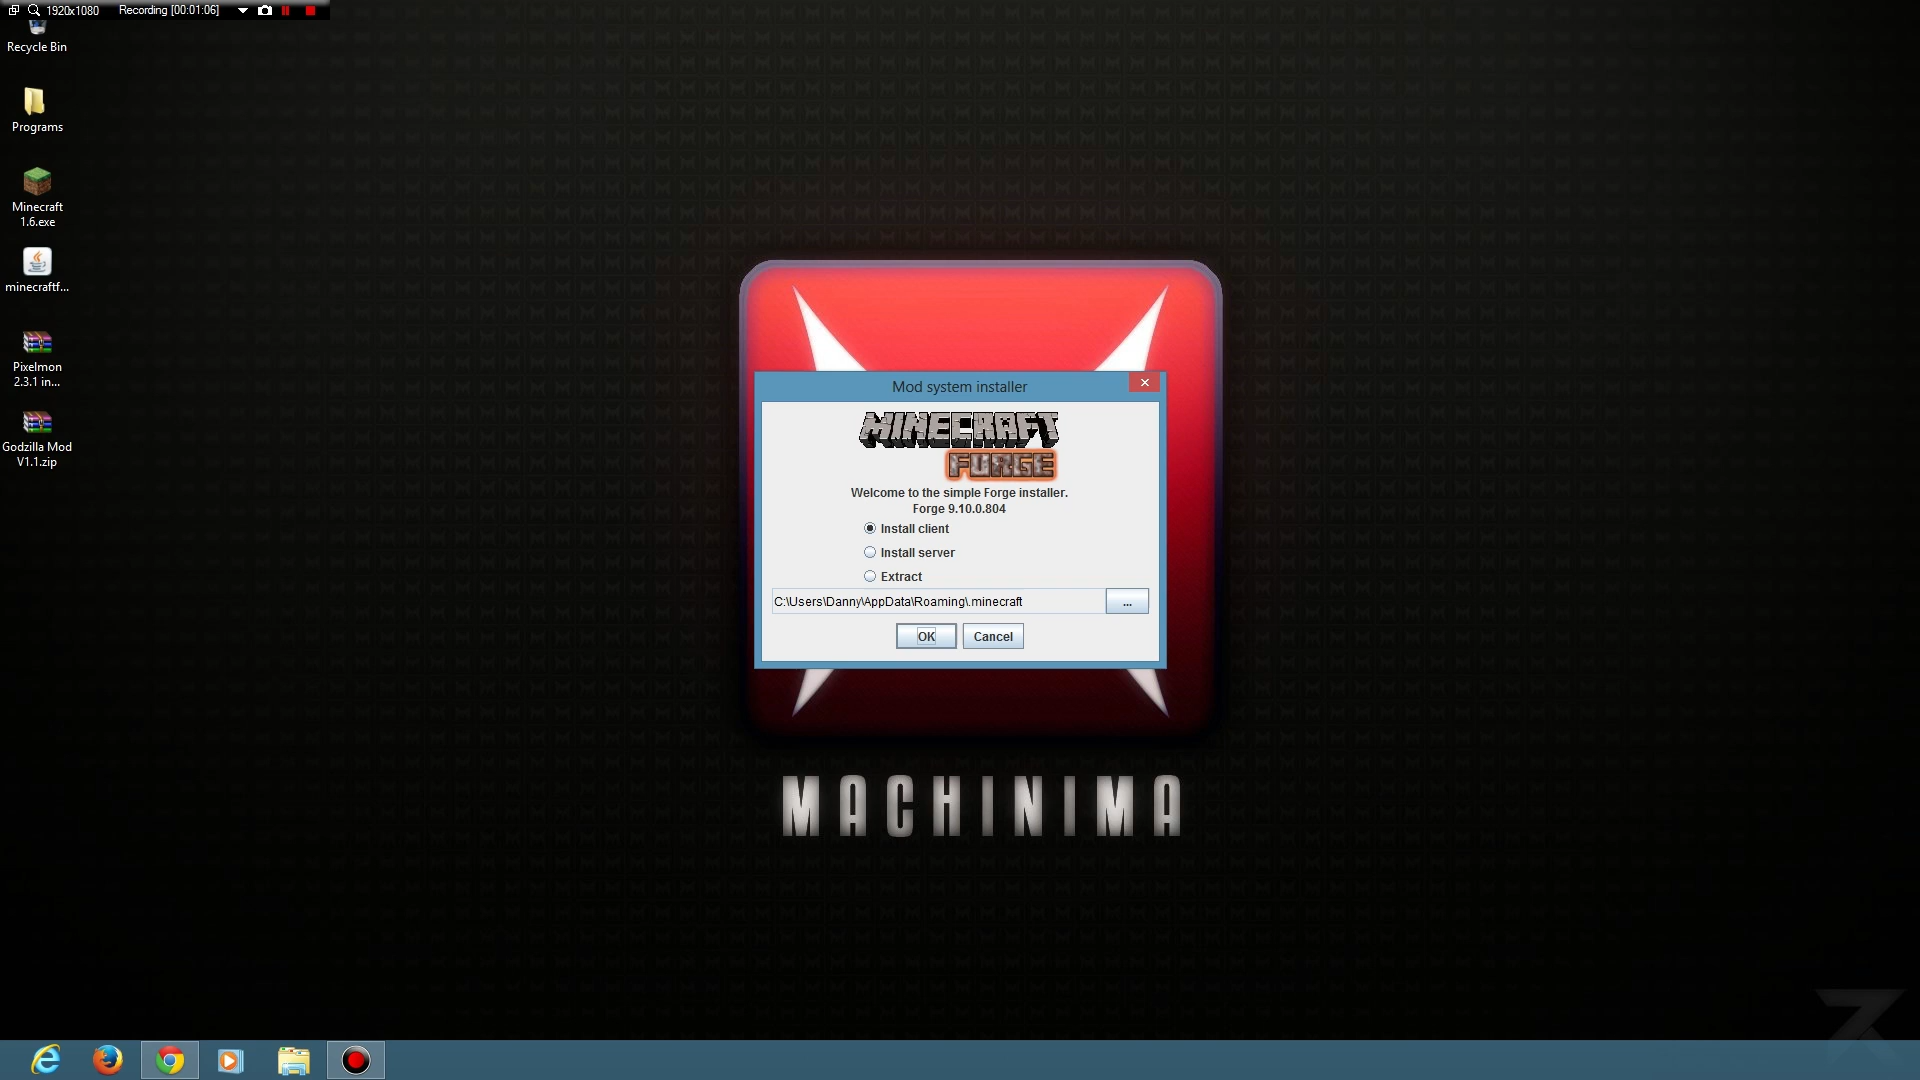 1920x1080 Recording [00:01:06]
Recycle Bin
Programs
Minecraft
1.6.exe
minecraftf...
Pixelmon
2.3.1 in...
Godzilla Mod
V1.1.zip
Mod system installer
MINECRAFT
FORGE
Welcome to the simple Forge installer.
Forge 9.10.0.804
Install client
Install server
Extract
C:\Users\Danny\AppData\Roaming\.minecraft
...
OK Cancel
MACHINIMA